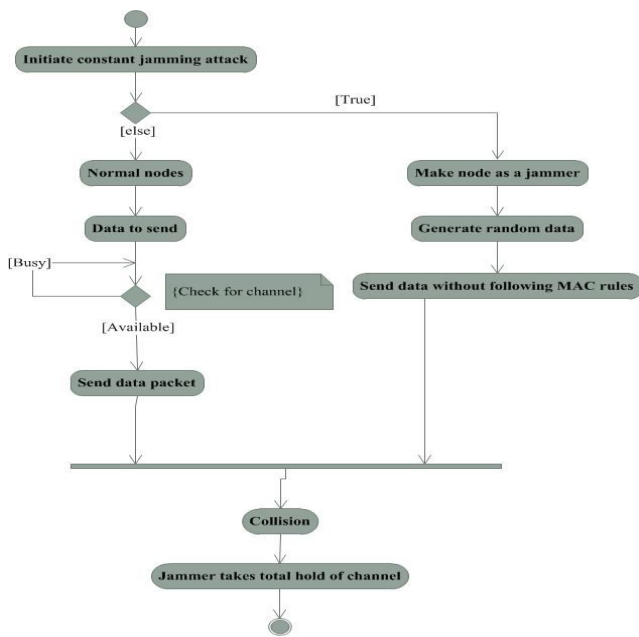 Initiate constant jamming attack
[True]
[else]
Normal nodes
Make node as a jammer
Data to send
Generate random data
[Busy]
{Check for channel}
Send data without following MAC rules
[Available]
Send data packet
Collision
Jammer takes total hold of channel